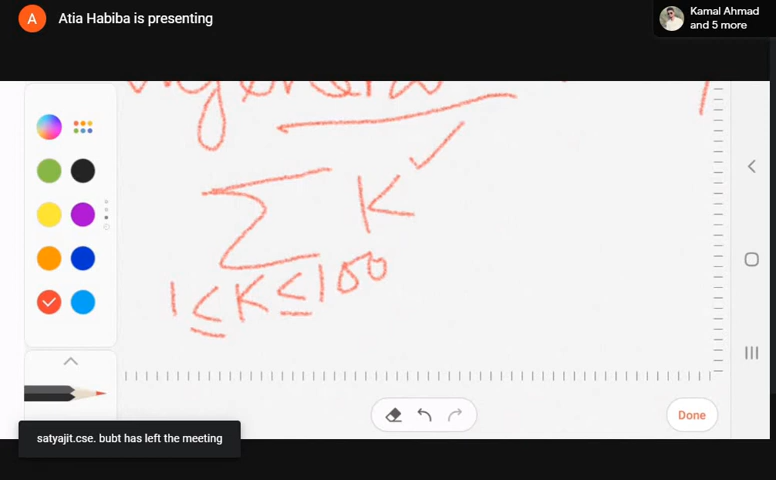 A Atia Habiba is presenting
Kamal Ahmad
and 5 more
∑ K
1 ≤ K ≤ 100
Done
satyajit.cse. bubt has left the meeting